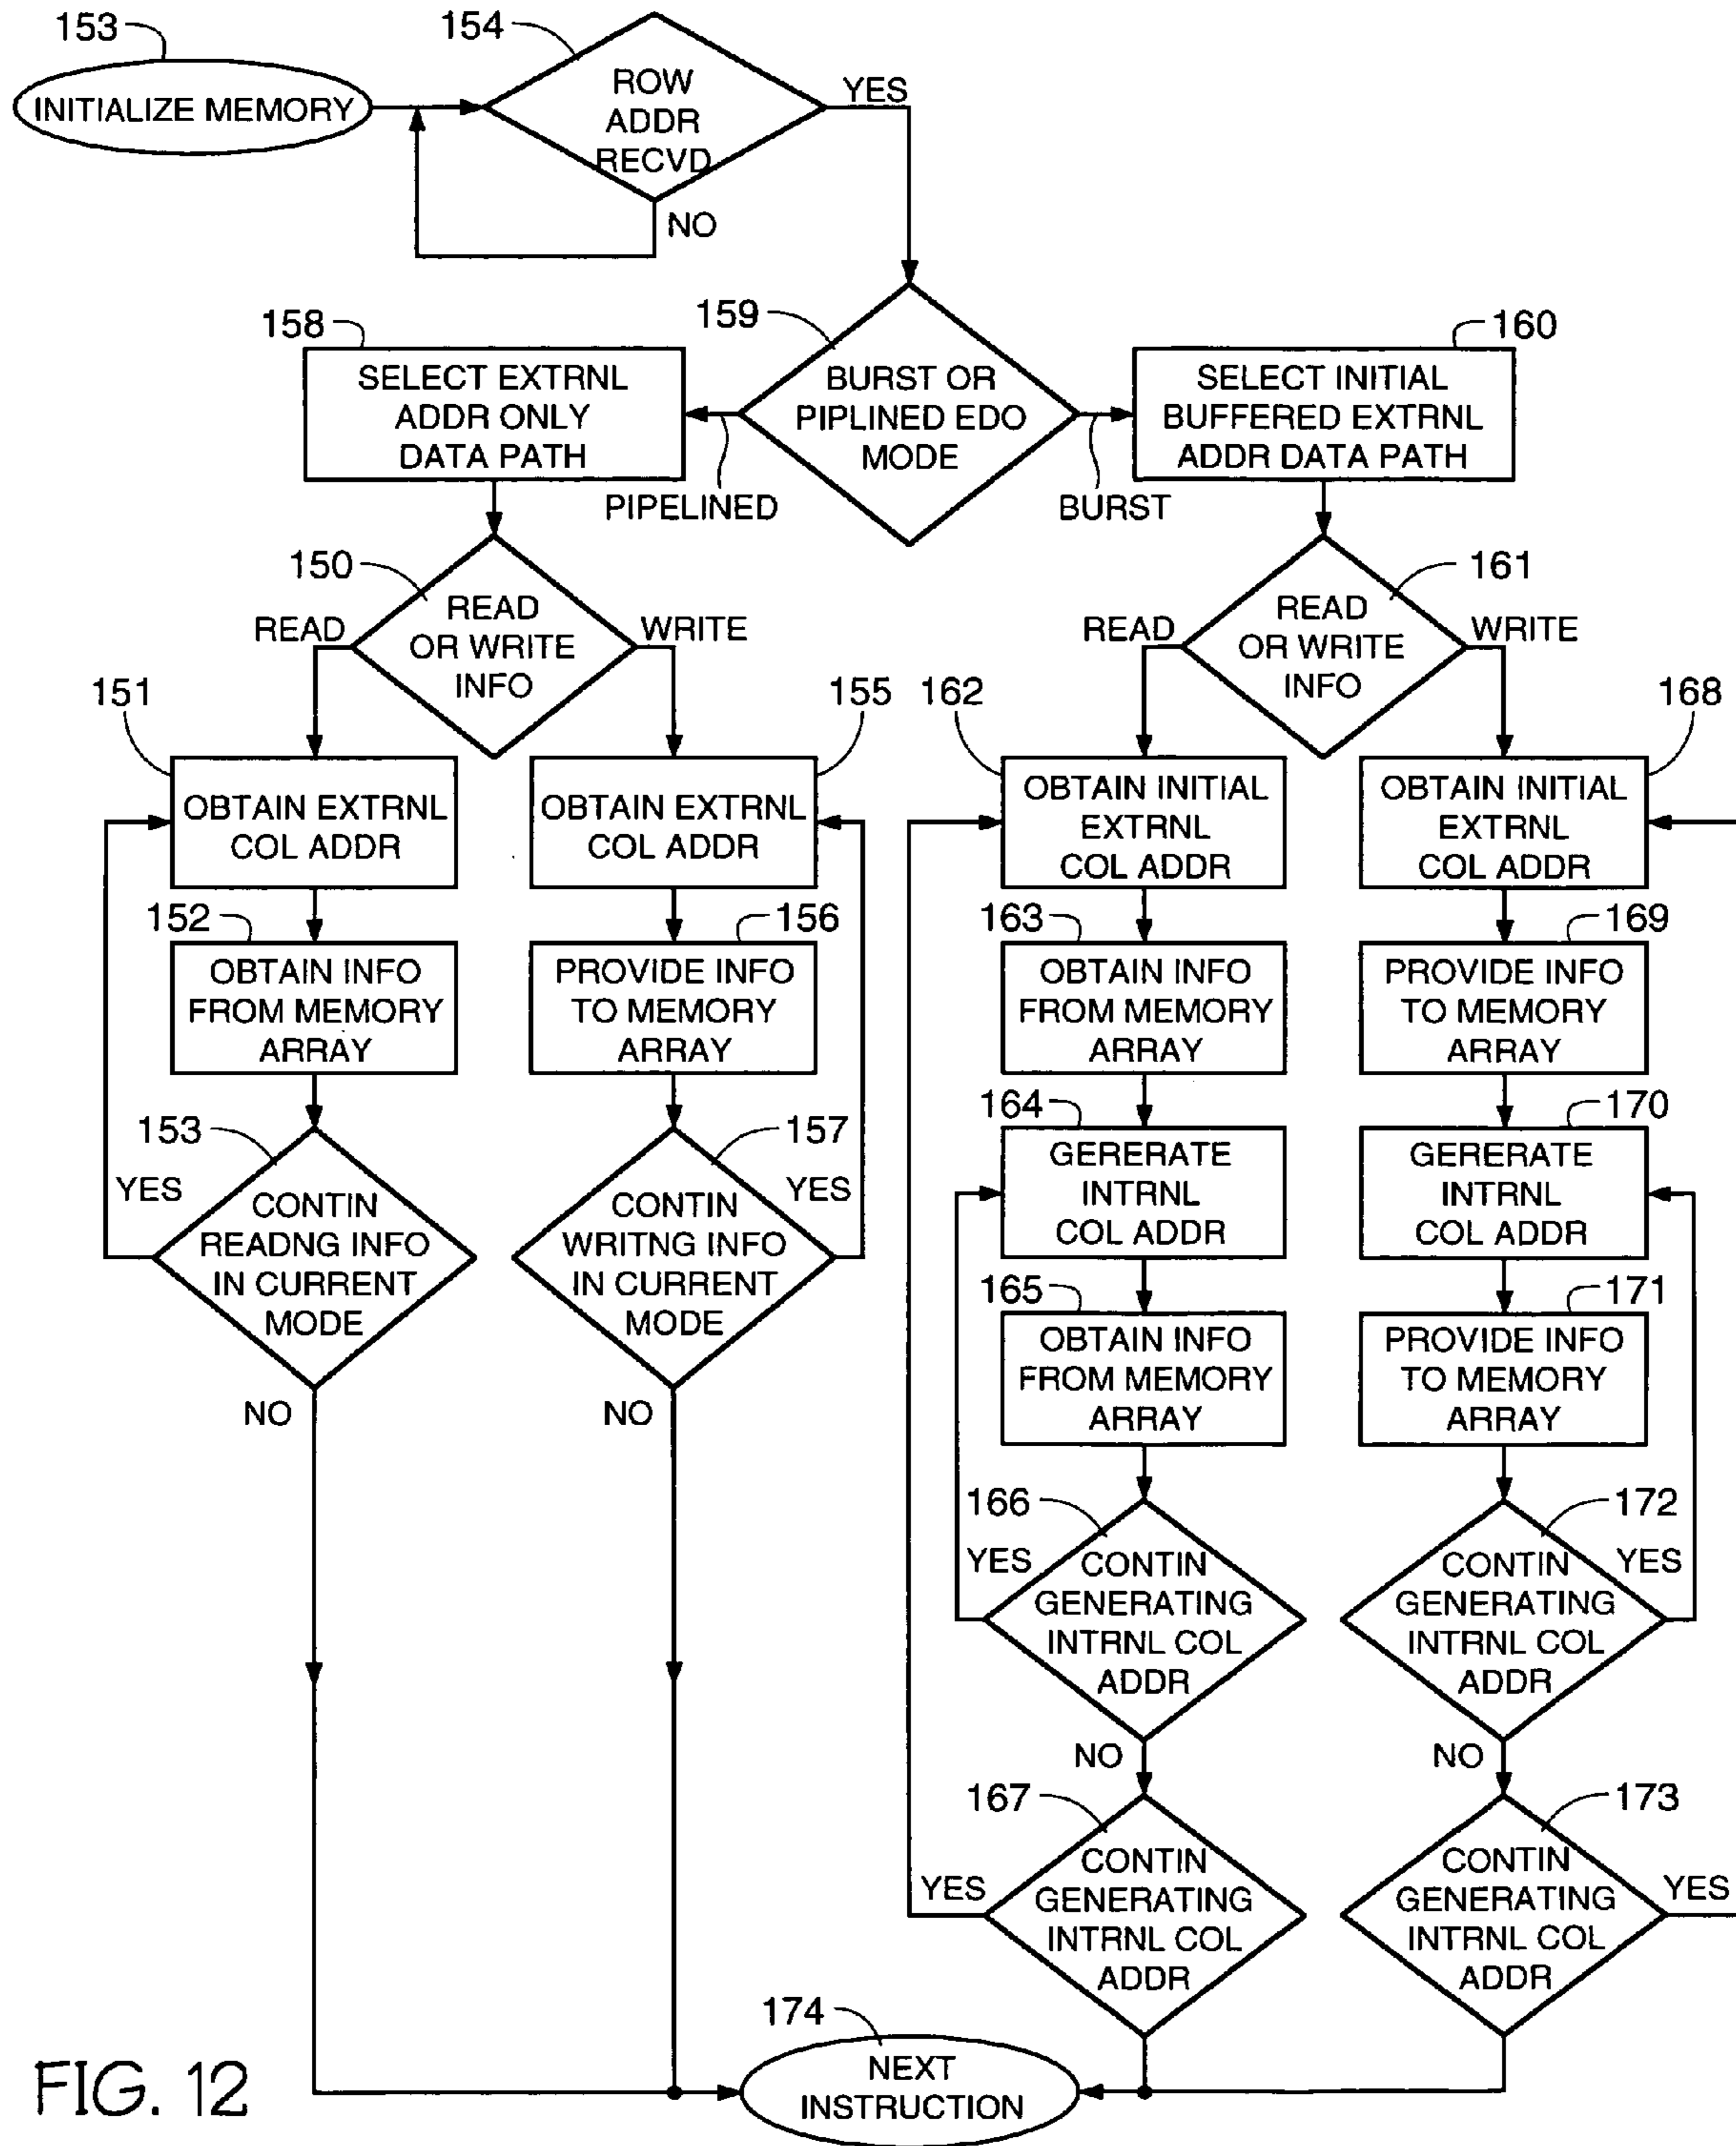 153
INITIALIZE MEMORY
154
ROW
ADDR
RECVD
YES
NO
158
SELECT EXTRNL
ADDR ONLY
DATA PATH
159
BURST OR
PIPLINED EDO
MODE
PIPELINED
BURST
160
SELECT INITIAL
BUFFERED EXTRNL
ADDR DATA PATH
150
READ
OR WRITE
INFO
READ
WRITE
161
READ
OR WRITE
INFO
READ
WRITE
151
OBTAIN EXTRNL
COL ADDR
155
OBTAIN EXTRNL
COL ADDR
162
OBTAIN INITIAL
EXTRNL
COL ADDR
168
OBTAIN INITIAL
EXTRNL
COL ADDR
152
OBTAIN INFO
FROM MEMORY
ARRAY
156
PROVIDE INFO
TO MEMORY
ARRAY
163
OBTAIN INFO
FROM MEMORY
ARRAY
169
PROVIDE INFO
TO MEMORY
ARRAY
153
YES
CONTIN
READNG INFO
IN CURRENT
MODE
NO
157
YES
CONTIN
WRITNG INFO
IN CURRENT
MODE
NO
164
GERERATE
INTRNL
COL ADDR
170
GERERATE
INTRNL
COL ADDR
165
OBTAIN INFO
FROM MEMORY
ARRAY
171
PROVIDE INFO
TO MEMORY
ARRAY
166
YES
CONTIN
GENERATING
INTRNL COL
ADDR
NO
172
YES
CONTIN
GENERATING
INTRNL COL
ADDR
NO
167
YES
CONTIN
GENERATING
INTRNL COL
ADDR
173
YES
CONTIN
GENERATING
INTRNL COL
ADDR
174
NEXT
INSTRUCTION
FIG. 12